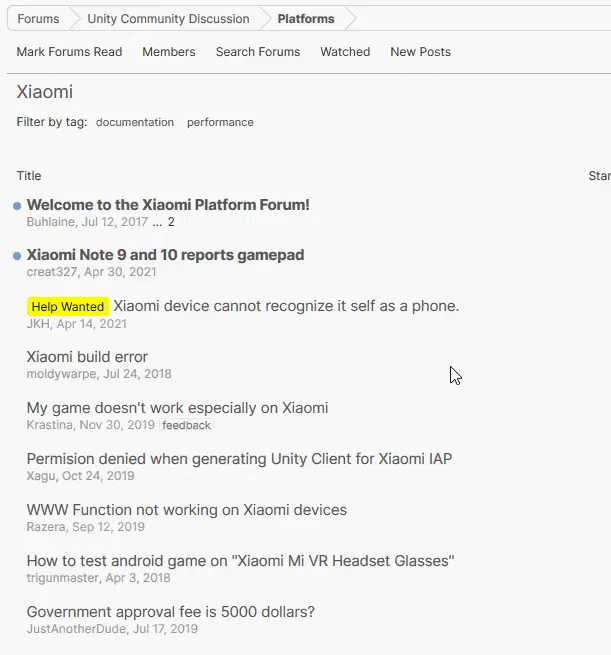 Forums Unity Community Discussion Platforms
Mark Forums Read Members Search Forums Watched New Posts
Xiaomi
Filter by tag: documentation performance
Title Star
Welcome to the Xiaomi Platform Forum!
Buhlaine, Jul 12, 2017 ... 2
Xiaomi Note 9 and 10 reports gamepad
creat327, Apr 30, 2021
Help Wanted Xiaomi device cannot recognize it self as a phone.
JKH, Apr 14, 2021
Xiaomi build error
moldywarpe, Jul 24, 2018
My game doesn't work especially on Xiaomi
Krastina, Nov 30, 2019 feedback
Permision denied when generating Unity Client for Xiaomi IAP
Xagu, Oct 24, 2019
WWW Function not working on Xiaomi devices
Razera, Sep 12, 2019
How to test android game on "Xiaomi Mi VR Headset Glasses"
trigunmaster, Apr 3, 2018
Government approval fee is 5000 dollars?
JustAnotherDude, Jul 17, 2019